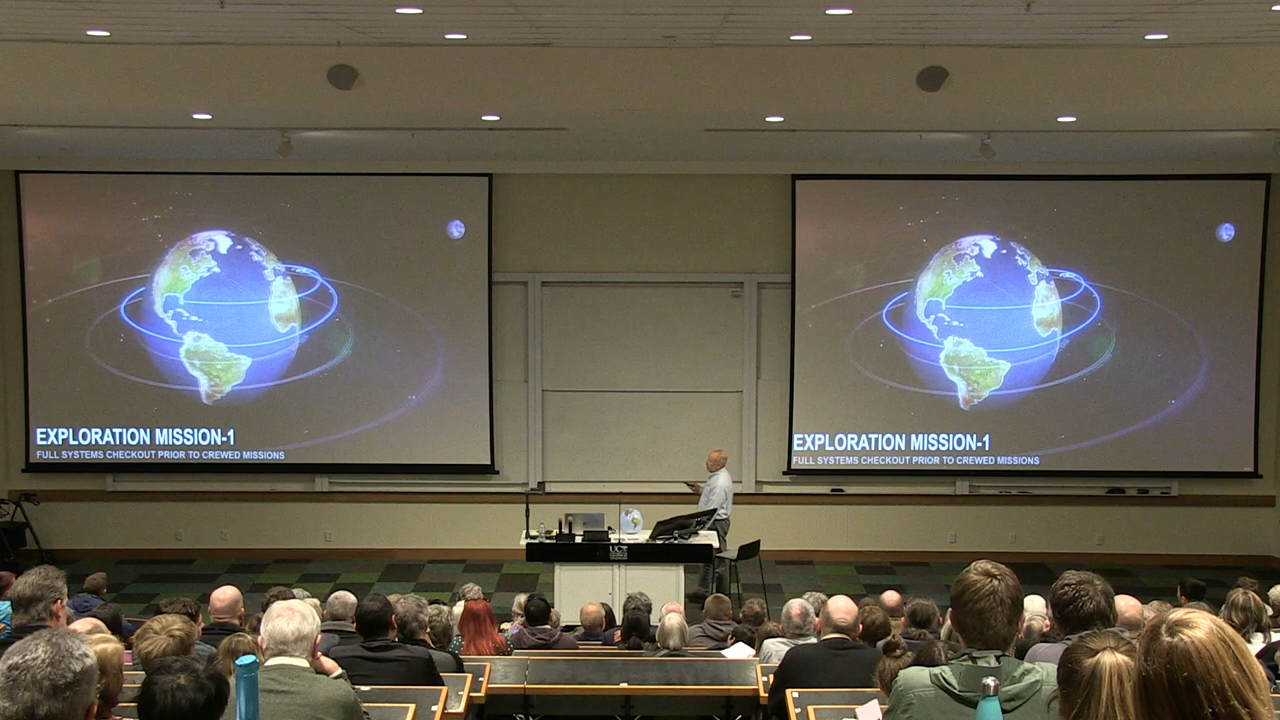 EXPLORATION MISSION-1
FULL SYSTEMS CHECKOUT PRIOR TO CREWED MISSIONS
EXPLORATION MISSION-1
FULL SYSTEMS CHECKOUT PRIOR TO CREWED MISSIONS
UC